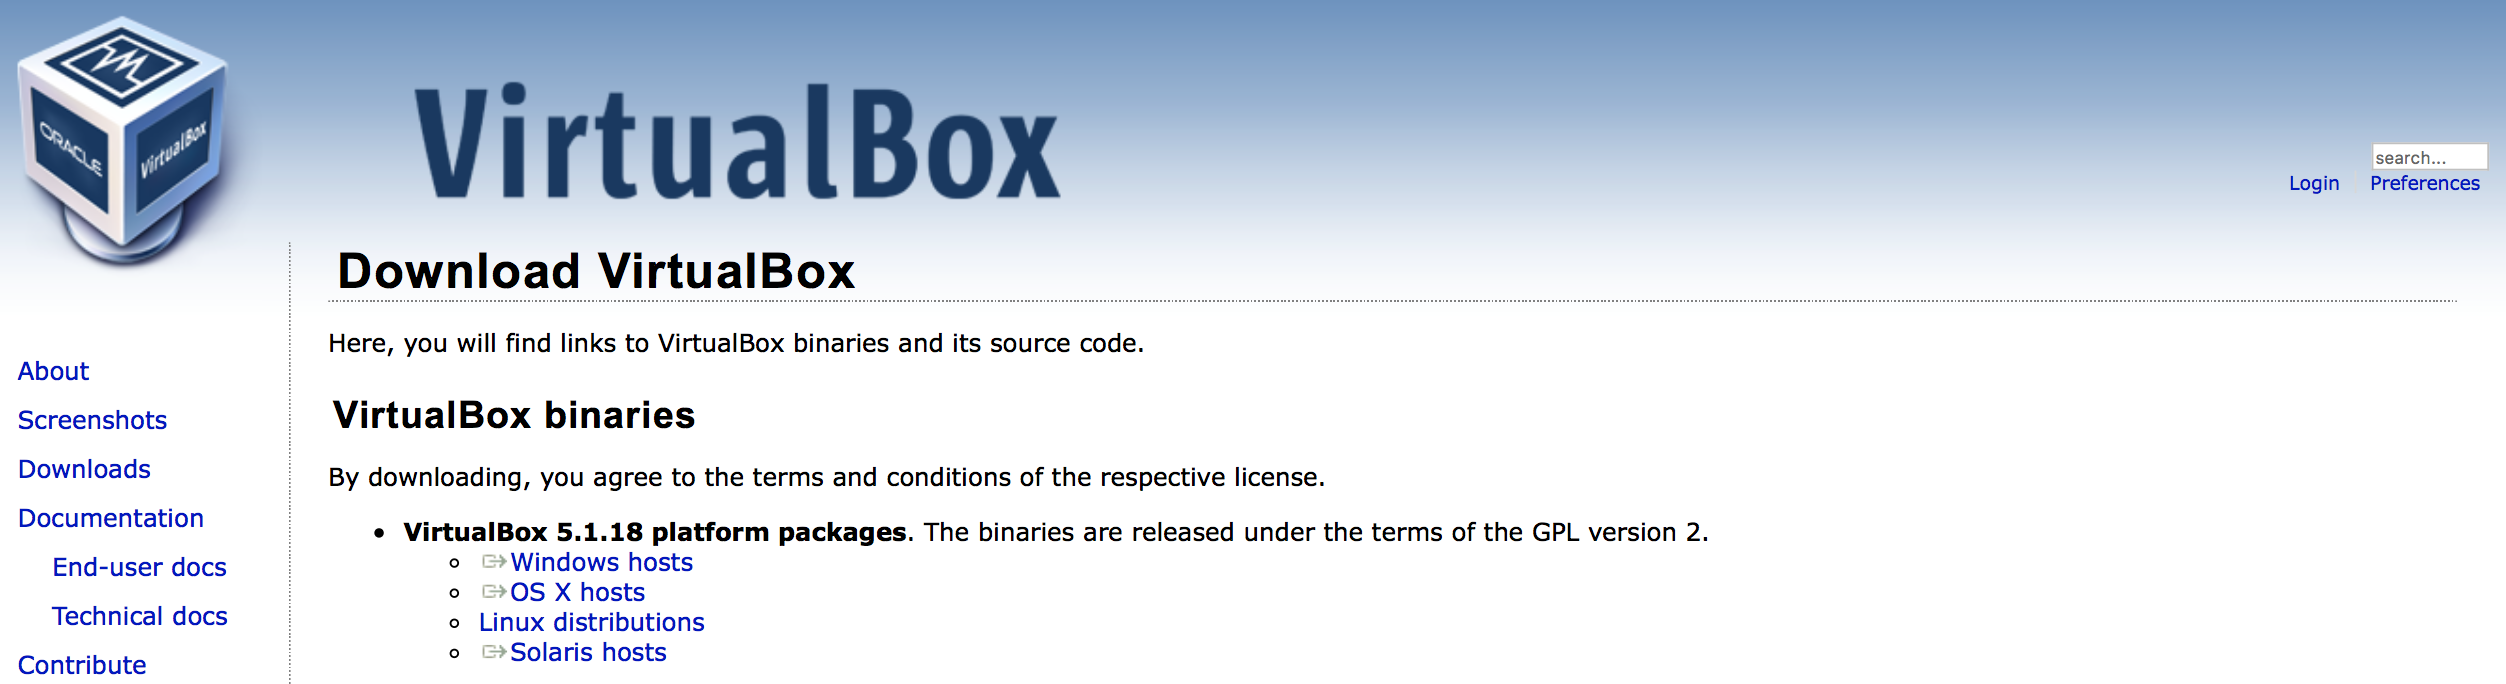 ORACLE
VirtualBox
VirtualBox
search...
Login
Preferences
Download VirtualBox
Here, you will find links to VirtualBox binaries and its source code.
VirtualBox binaries
By downloading, you agree to the terms and conditions of the respective license.
VirtualBox 5.1.18 platform packages. The binaries are released under the terms of the GPL version 2.
Windows hosts
OS X hosts
Linux distributions
Solaris hosts
About
Screenshots
Downloads
Documentation
End-user docs
Technical docs
Contribute